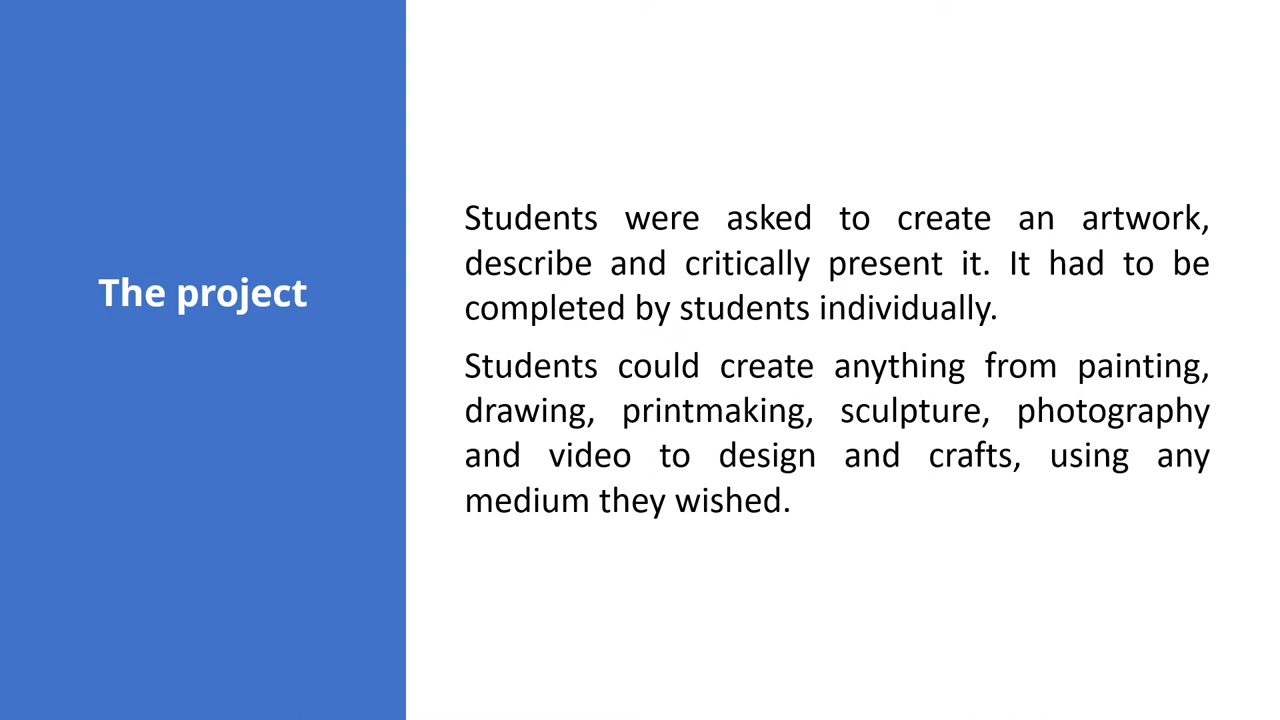 The project
Students were asked to create an artwork,
describe and critically present it. It had to be
completed by students individually.
Students could create anything from painting,
drawing, printmaking, sculpture, photography
and video to design and crafts, using any
medium they wished.